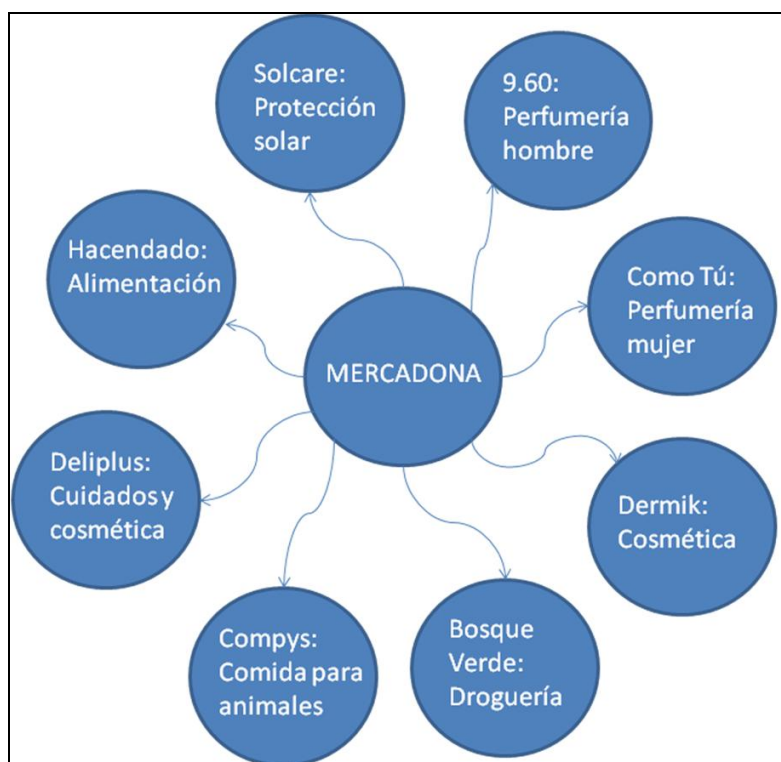 Solcare:
Protección
solar
9.60:
Perfumería
hombre
Hacendado:
Alimentación
Como Tú:
Perfumería
mujer
MERCADONA
Deliplus:
Cuidados y
cosmética
Dermik:
Cosmética
Compys:
Comida para
animales
Bosque
Verde:
Droguería